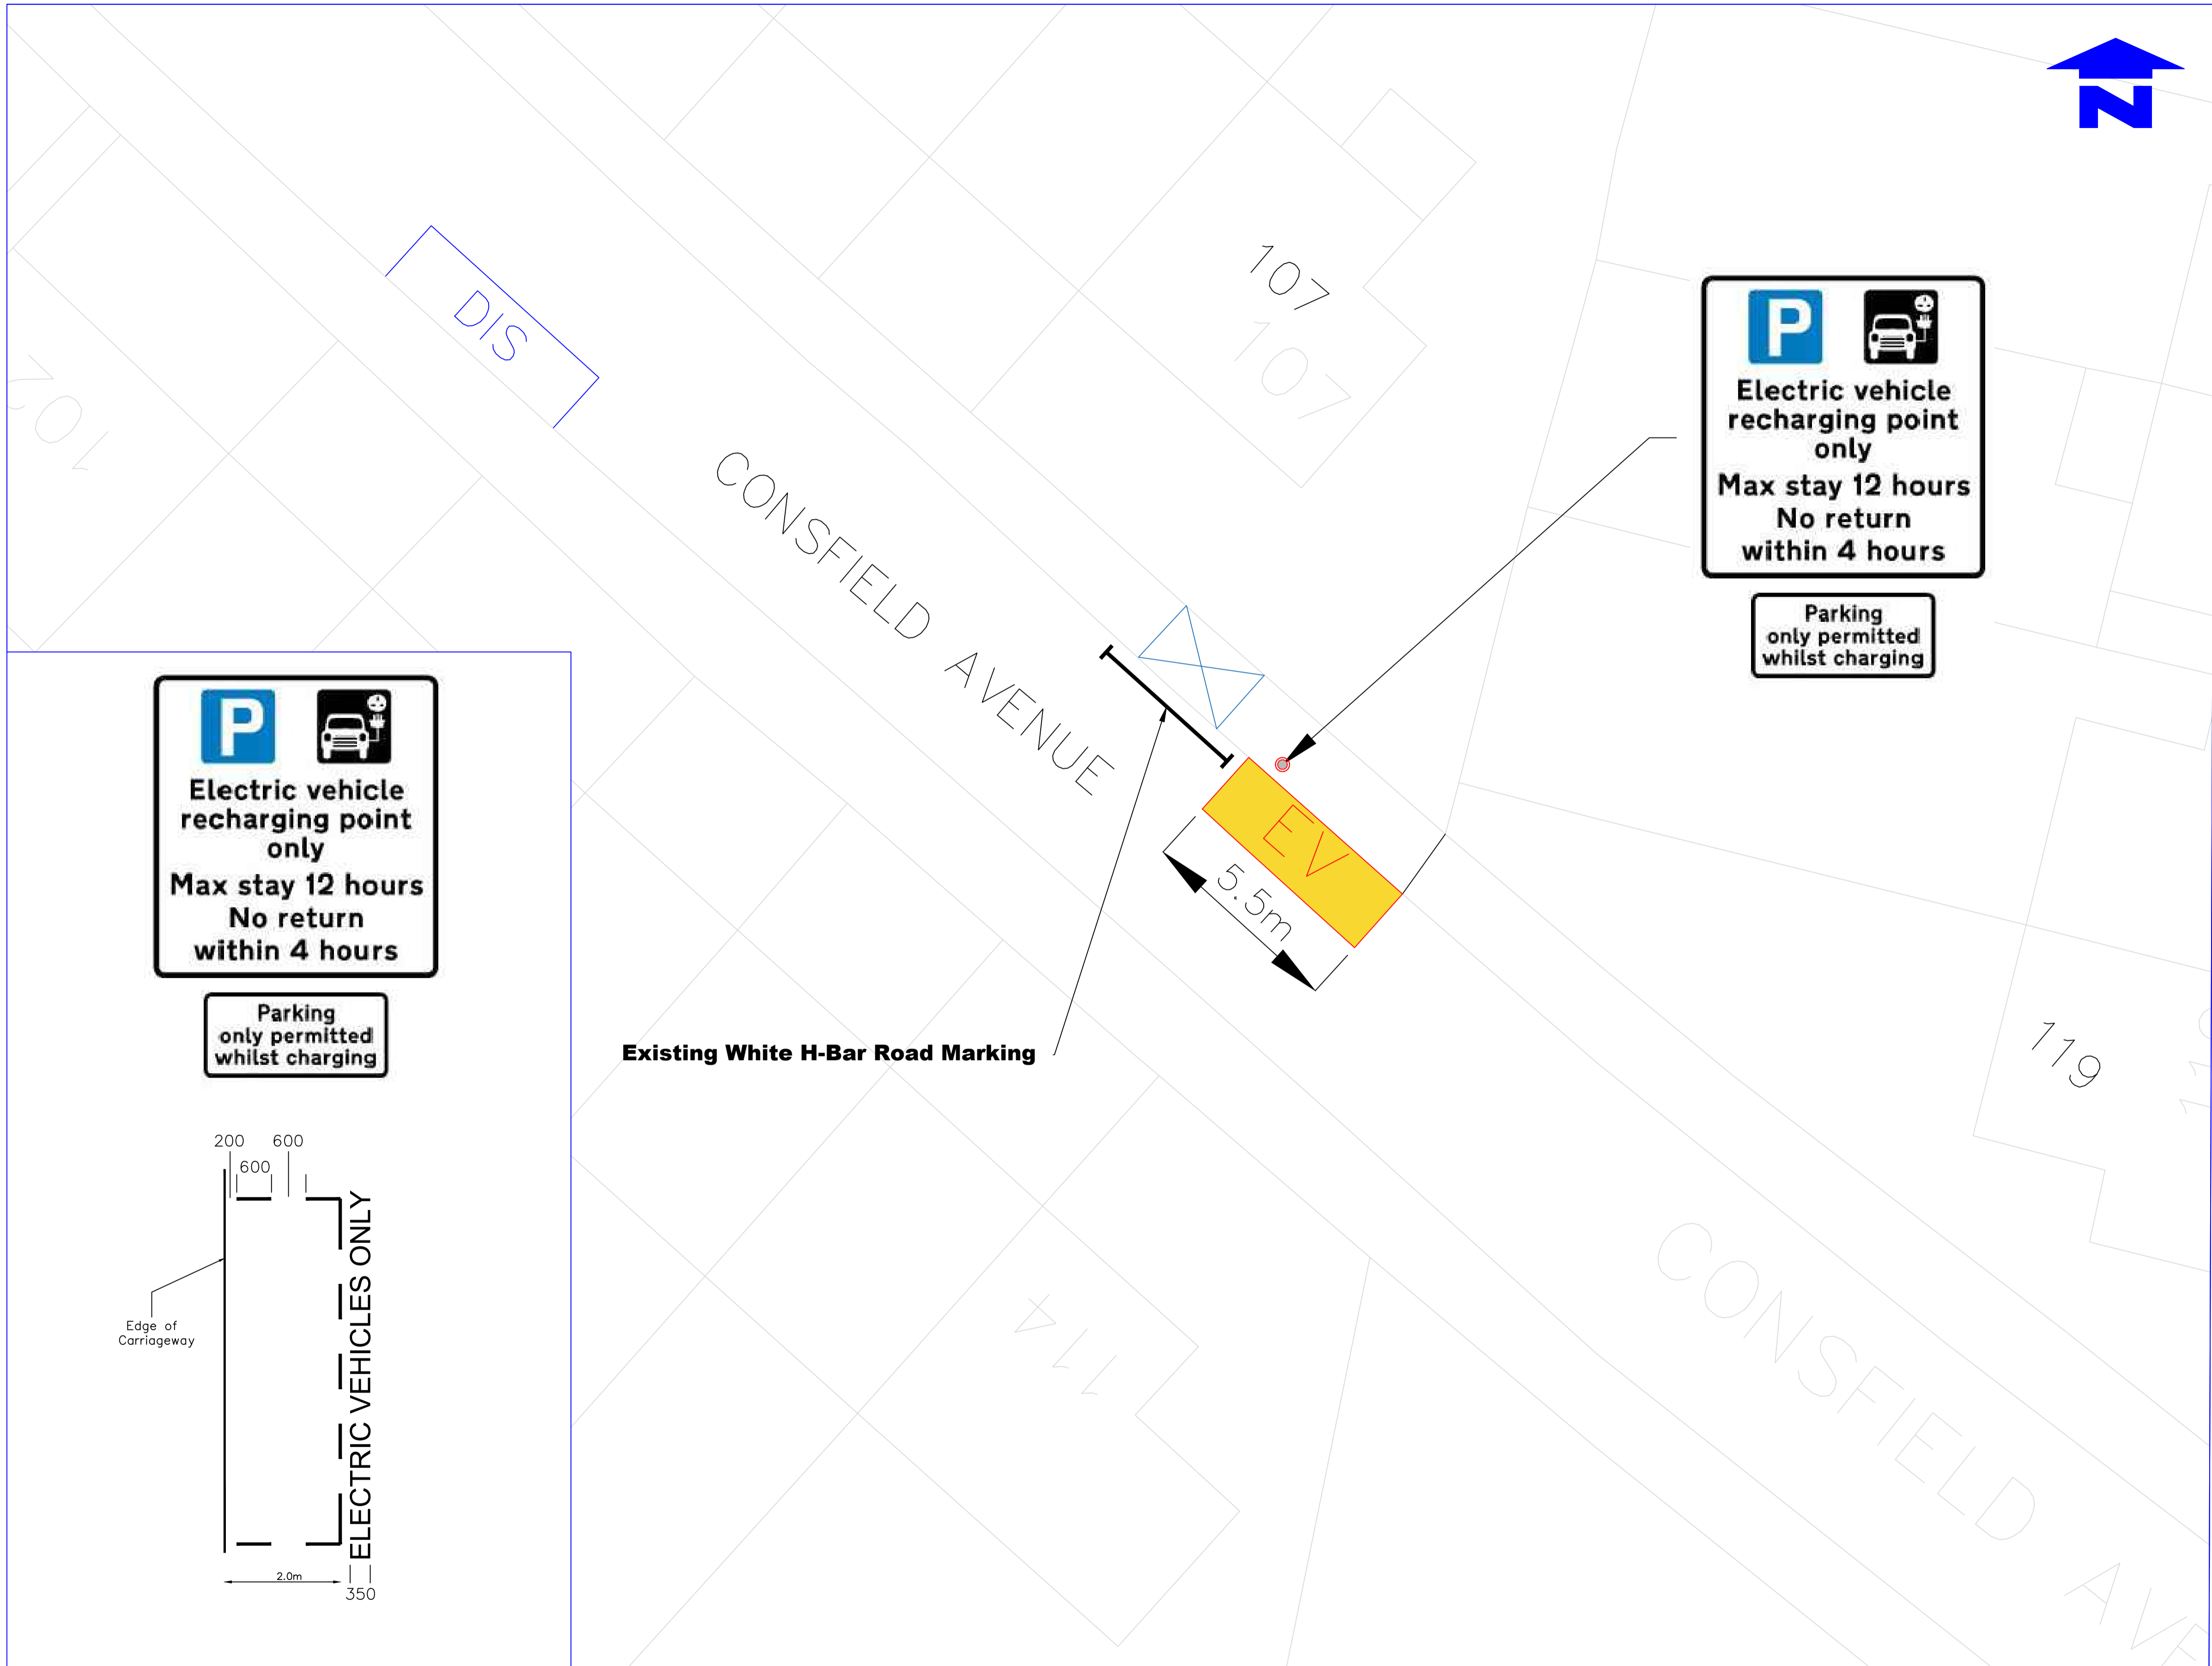 N
DIS
107
107
102
CONSFIELD AVENUE
P
Electric vehicle
recharging point
only
Max stay 12 hours
No return
within 4 hours
Parking
only permitted
whilst charging
EV
5.5m
Existing White H-Bar Road Marking
119
114
CONSFIELD AVE
P
Electric vehicle
recharging point
only
Max stay 12 hours
No return
within 4 hours
Parking
only permitted
whilst charging
200 600
600
ELECTRIC VEHICLES ONLY
Edge of
Carriageway
2.0m
350